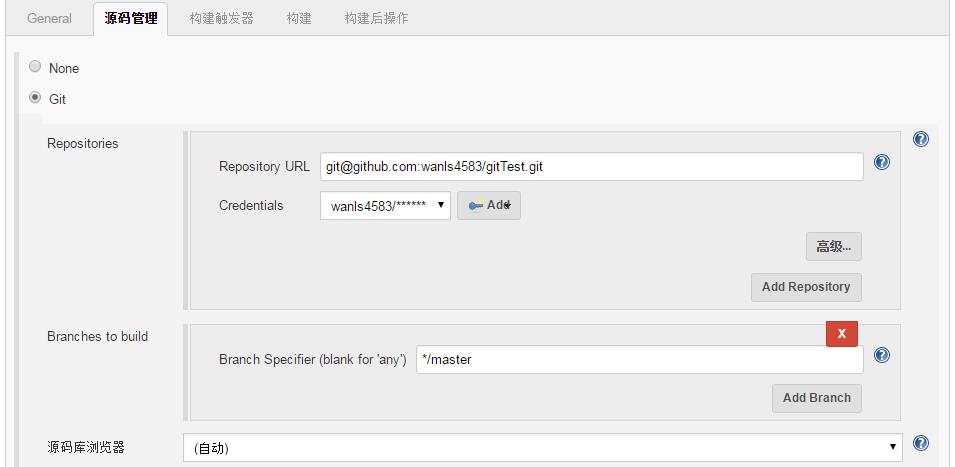 General 源码管理 构建触发器 构建 构建后操作
None
Git
Repositories
Repository URL git@github.com:wanls4583/gitTest.git
Credentials wanls4583/****** Add
高级...
Add Repository
Branches to build
X
Branch Specifier (blank for 'any') */master
Add Branch
源码库浏览器 (自动)